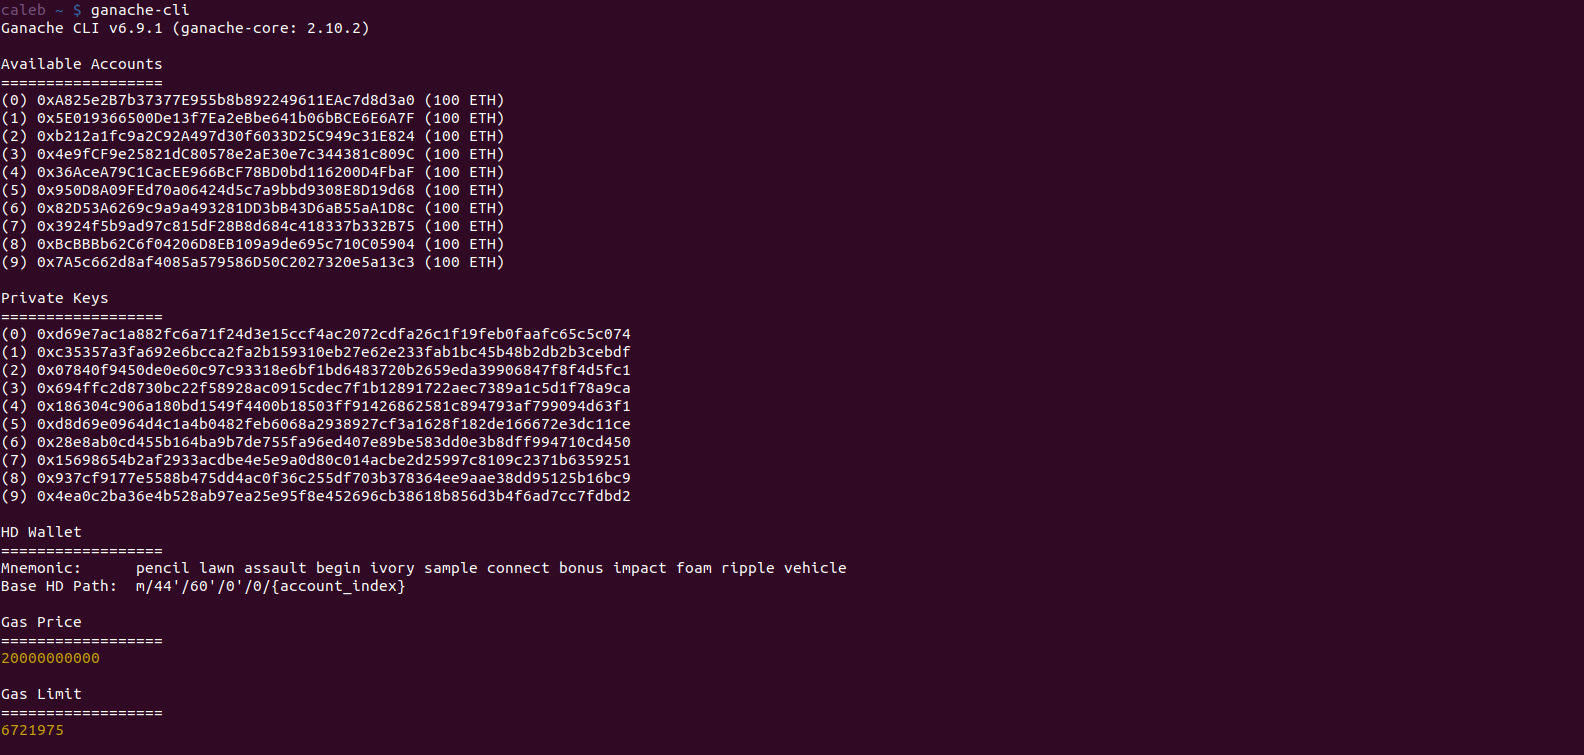 caleb ~ $ ganache-cli
Ganache CLI v6.9.1 (ganache-core: 2.10.2)
Available Accounts
==================
(0) 0xA825e2B7b37377E955b8b892249611EAc7d8d3a0 (100 ETH)
(1) 0x5E019366500De13f7Ea2eBbe641b06bBCE6E6A7F (100 ETH)
(2) 0xb212a1fc9a2C92A497d30f6033D25C949c31E824 (100 ETH)
(3) 0x4e9fCF9e25821dC80578e2aE30e7c344381c809C (100 ETH)
(4) 0x36AceA79C1CacEE966BcF78BD0bd116200D4FbaF (100 ETH)
(5) 0x950D8A09FEd70a06424d5c7a9bbd9308E8D19d68 (100 ETH)
(6) 0x82D53A6269c9a9a493281DD3bB43D6aB55aA1D8c (100 ETH)
(7) 0x3924f5b9ad97c815dF28B8d684c418337b332B75 (100 ETH)
(8) 0xBcBBBb62C6f04206D8EB109a9de695c710C05904 (100 ETH)
(9) 0x7A5c662d8af4085a579586D50C2027320e5a13c3 (100 ETH)
Private Keys
==================
(0) 0xd69e7ac1a882fc6a71f24d3e15ccf4ac2072cdfa26c1f19feb0faafc65c5c074
(1) 0xc35357a3fa692e6bcca2fa2b159310eb27e62e233fab1bc45b48b2db2b3cebdf
(2) 0x07840f9450de0e60c97c93318e6bf1bd6483720b2659eda39906847f8f4d5fc1
(3) 0x694ffc2d8730bc22f58928ac0915cdec7f1b12891722aec7389a1c5d1f78a9ca
(4) 0x186304c906a180bd1549f4400b18503ff91426862581c894793af799094d63f1
(5) 0xd8d69e0964d4c1a4b0482feb6068a2938927cf3a1628f182de166672e3dc11ce
(6) 0x28e8ab0cd455b164ba9b7de755fa96ed407e89be583dd0e3b8dff994710cd450
(7) 0x15698654b2af2933acdbe4e5e9a0d80c014acbe2d25997c8109c2371b6359251
(8) 0x937cf9177e5588b475dd4ac0f36c255df703b378364ee9aae38dd95125b16bc9
(9) 0x4ea0c2ba36e4b528ab97ea25e95f8e452696cb38618b856d3b4f6ad7cc7fdbd2
HD Wallet
==================
Mnemonic:      pencil lawn assault begin ivory sample connect bonus impact foam ripple vehicle
Base HD Path:  m/44'/60'/0'/0/{account_index}
Gas Price
==================
20000000000
Gas Limit
==================
6721975